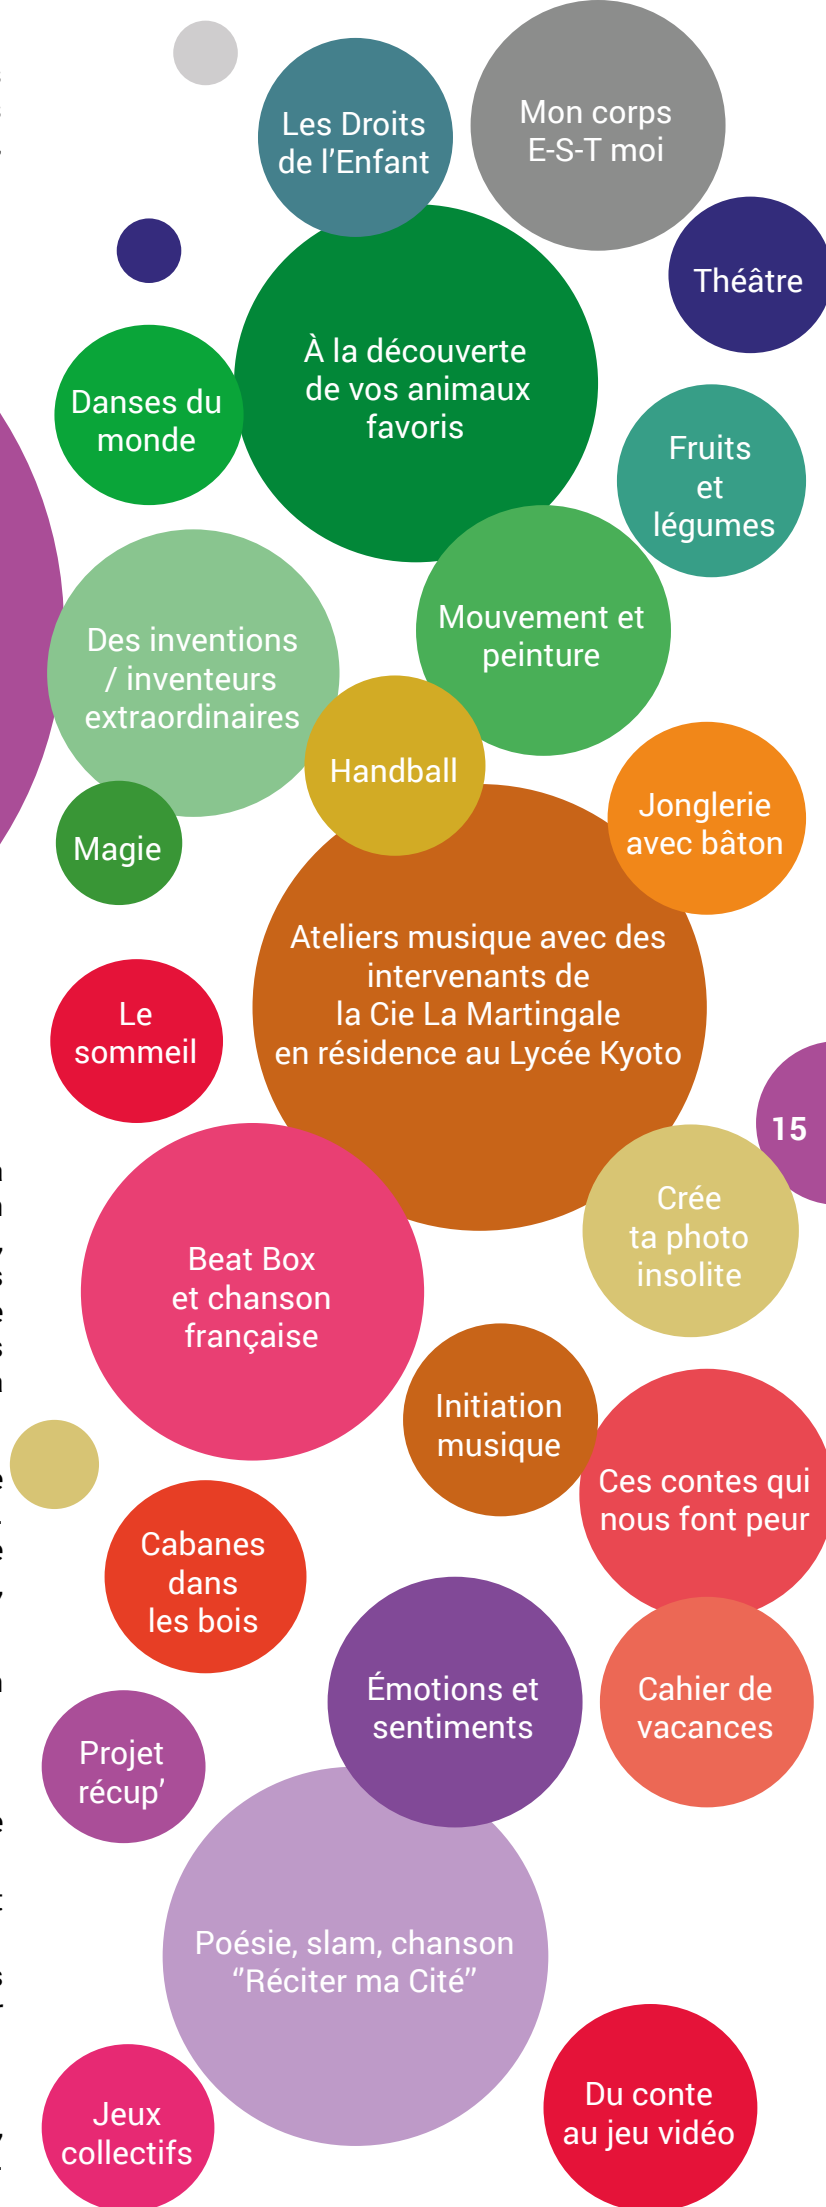 Les Droits
de l'Enfant
Mon corps
E-S-T moi
Théâtre
À la découverte
de vos animaux
favoris
Danses du
monde
Fruits
et
légumes
Mouvement et
peinture
Des inventions
/ inventeurs
extraordinaires
Handball
Jonglerie
avec bâton
Magie
Ateliers musique avec des
intervenants de
la Cie La Martingale
en résidence au Lycée Kyoto
Le
sommeil
15
Crée
ta photo
insolite
Beat Box
et chanson
française
Initiation
musique
Ces contes qui
nous font peur
Cabanes
dans
les bois
Émotions et
sentiments
Cahier de
vacances
Projet
récup'
Poésie, slam, chanson
"Réciter ma Cité"
Du conte
au jeu vidéo
Jeux
collectifs